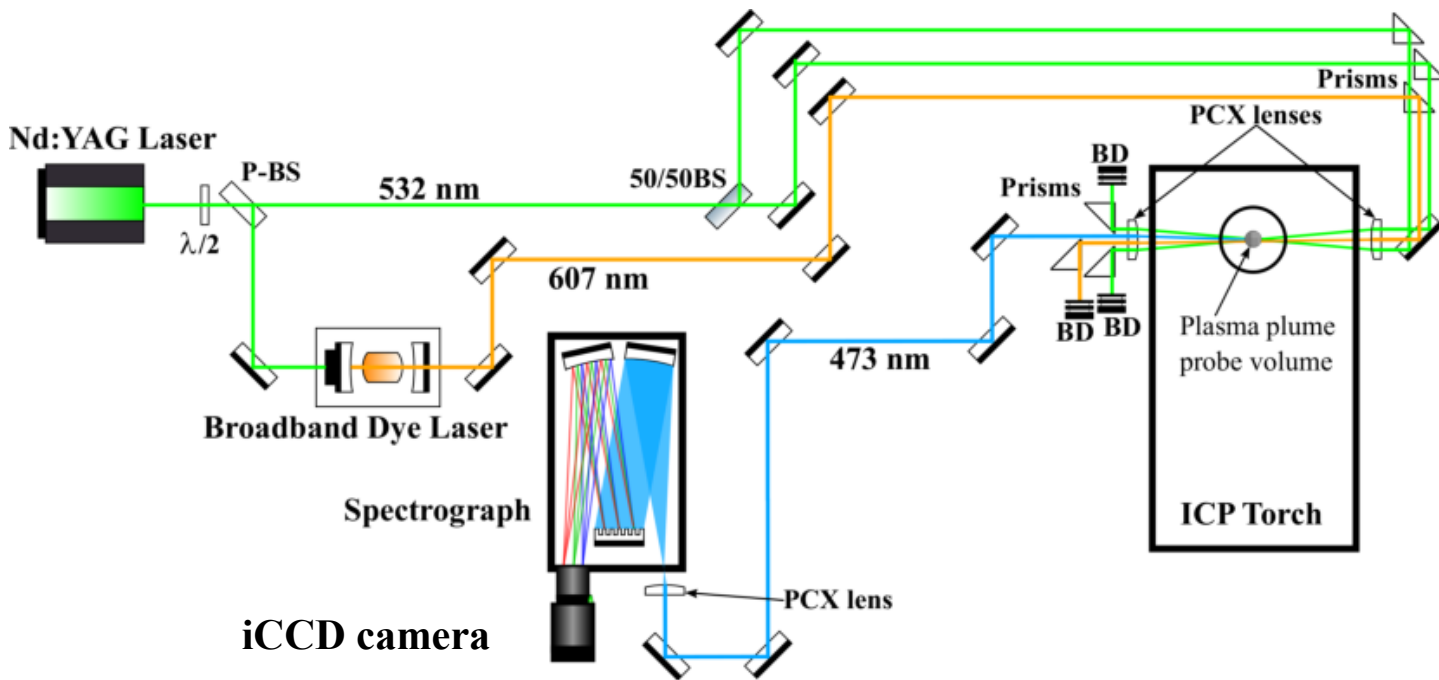 Nd:YAG Laser
P-BS
532 nm
50/50BS
λ/2
607 nm
Broadband Dye Laser
Prisms
PCX lenses
BD
Prisms
BD
BD
Plasma plume
probe volume
473 nm
ICP Torch
Spectrograph
PCX lens
iCCD camera